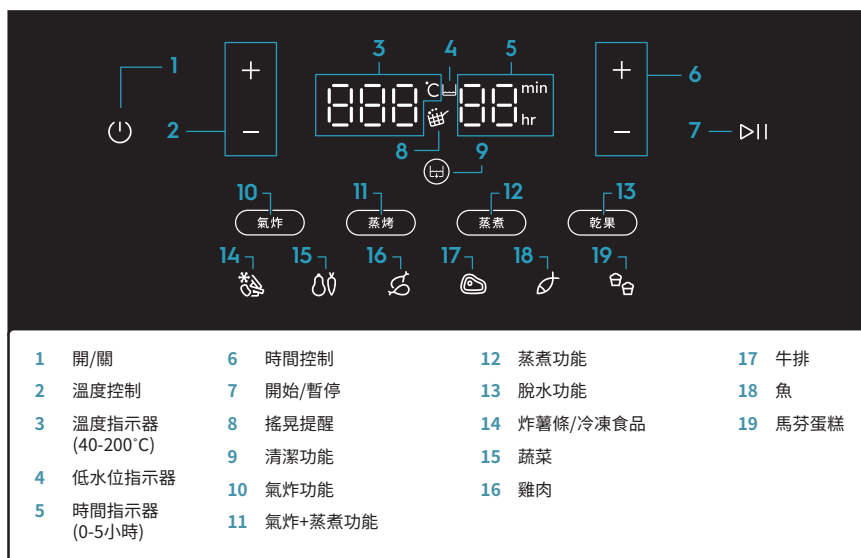 3
4
5
1
+
+
℃
min
6
2
−
888
88
hr
−
7
8
9
10
11
12
13
氣炸
蒸烤
蒸煮
乾果
14
15
16
17
18
19
1 開/關
2 溫度控制
3 溫度指示器
(40-200˚C)
4 低水位指示器
5 時間指示器
(0-5小時)
6 時間控制
7 開始/暫停
8 搖晃提醒
9 清潔功能
10 氣炸功能
11 氣炸+蒸煮功能
12 蒸煮功能
13 脫水功能
14 炸薯條/冷凍食品
15 蔬菜
16 雞肉
17 牛排
18 魚
19 馬芬蛋糕